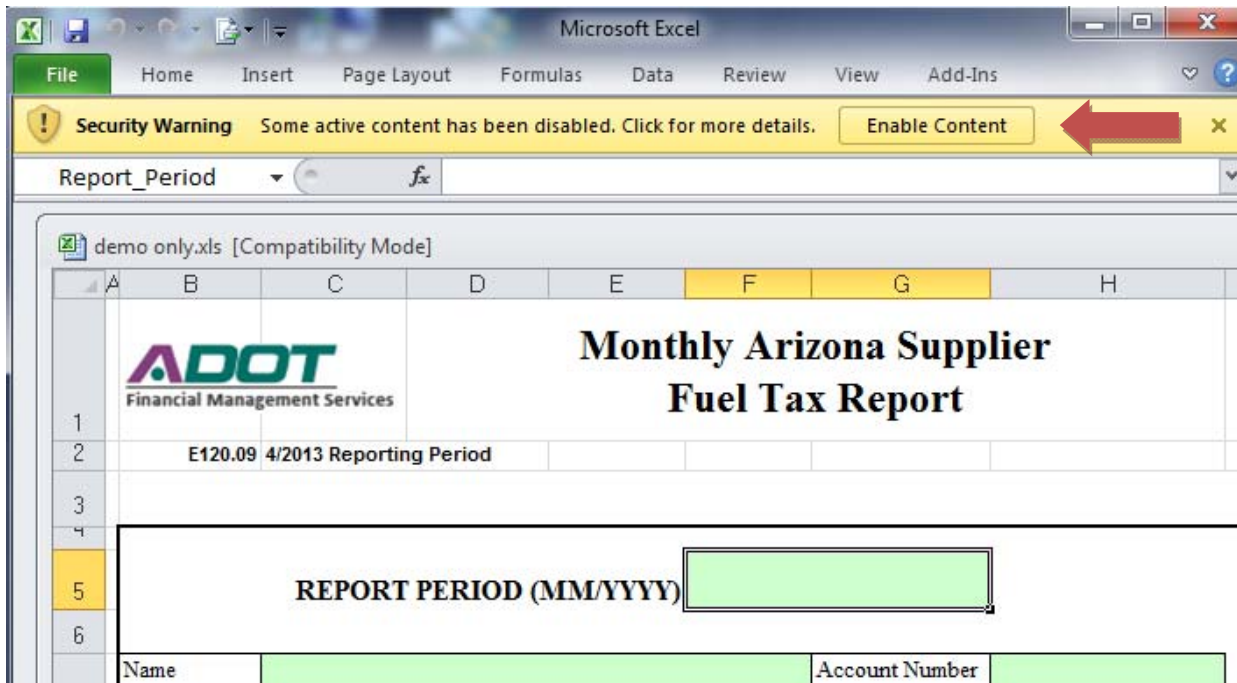 Microsoft Excel
File Home Insert Page Layout Formulas Data Review View Add-Ins
Security Warning Some active content has been disabled. Click for more details. Enable Content
Report_Period fx
demo only.xls [Compatibility Mode]
A B C D E F G H
1
ADOT
Financial Management Services
Monthly Arizona Supplier
Fuel Tax Report
2 E120.09 4/2013 Reporting Period
3
4
5 REPORT PERIOD (MM/YYYY)
6
Name Account Number